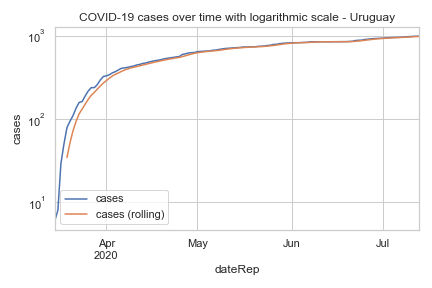 COVID-19 cases over time with logarithmic scale - Uruguay
10³
10²
10¹
cases
cases
cases (rolling)
Apr
2020
May
Jun
Jul
dateRep